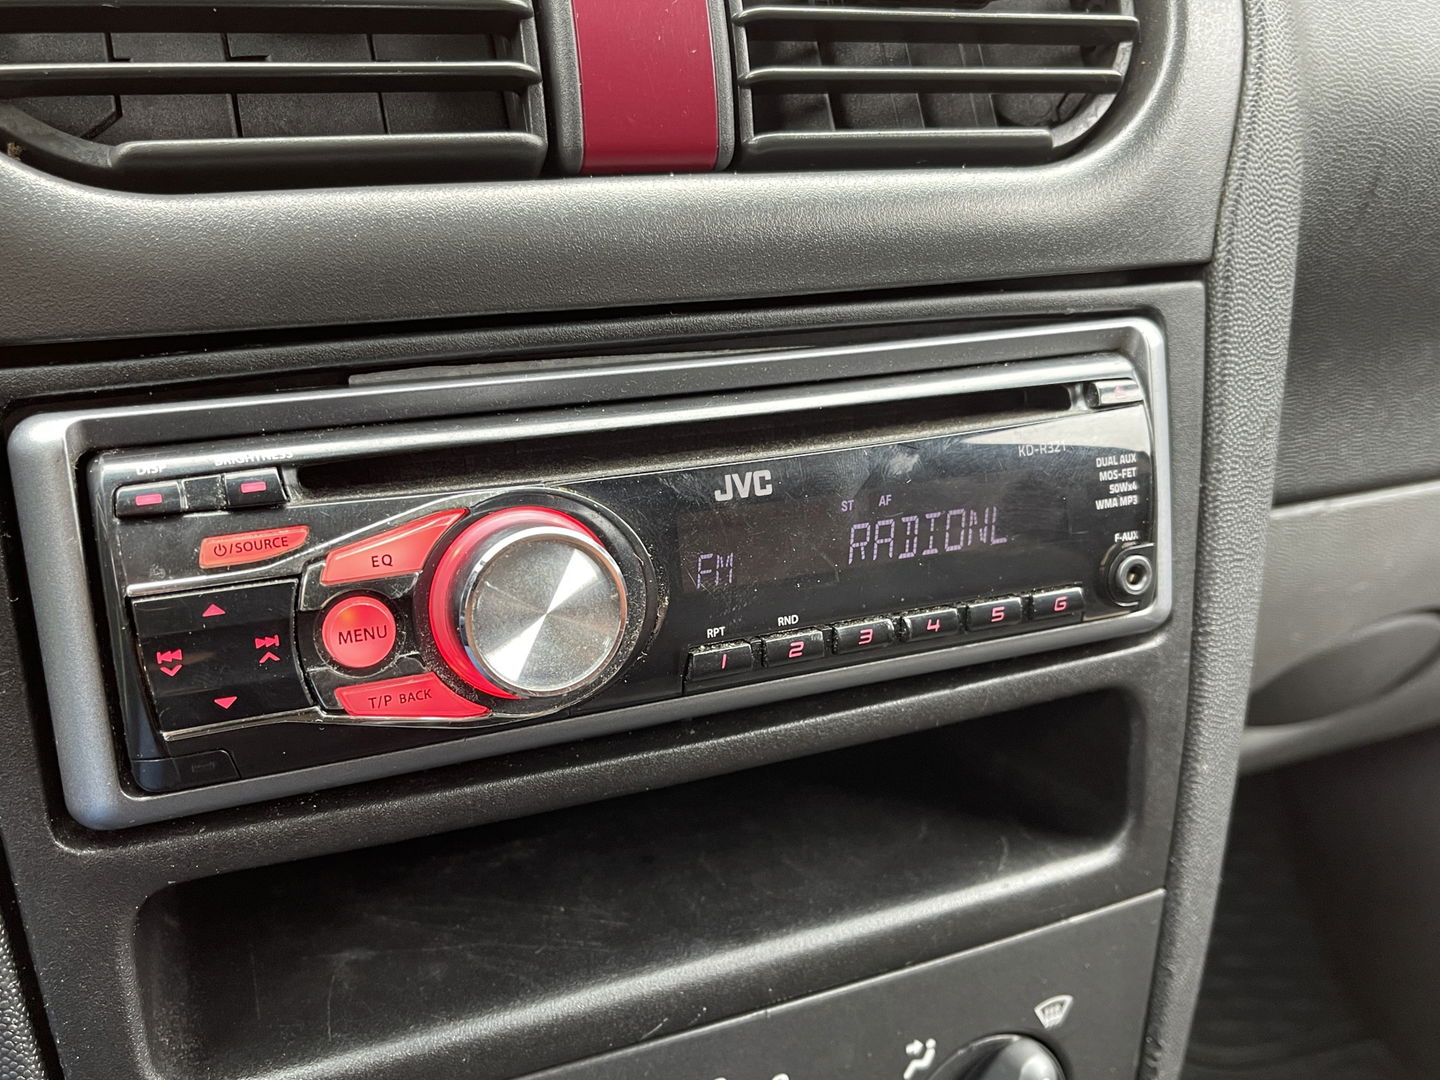 DISP BRIGHTNESS
JVC
KD-R321
DUAL AUX
MOS-FET
50Wx4
WMA MP3
/SOURCE
EQ
MENU
T/P BACK
ST AF
FM RADIONL
F-AUX
RPT RND
1 2 3 4 5 6